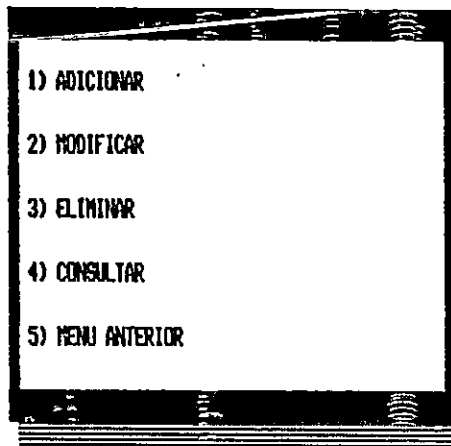 1) ADICIONAR
2) MODIFICAR
3) ELIMINAR
4) CONSULTAR
5) MENU ANTERIOR